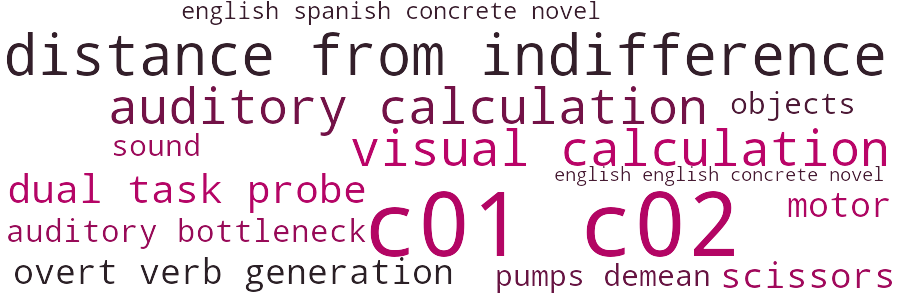 english spanish concrete novel
distance from indifference
auditory calculation
objects
sound
visual calculation
english english concrete novel
dual task probe
c01 c02
motor
auditory bottleneck
overt verb generation
pumps demean
scissors